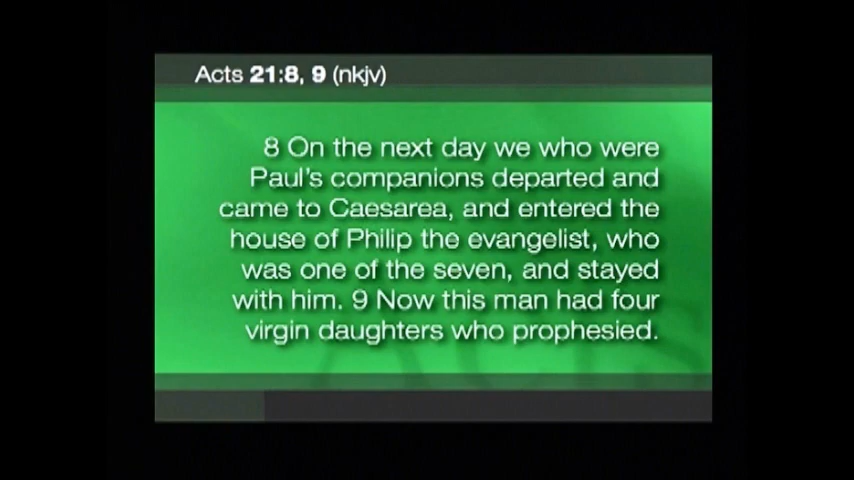 Acts 21:8, 9 (nkjv)
8 On the next day we who were
Paul's companions departed and
came to Caesarea, and entered the
house of Philip the evangelist, who
was one of the seven, and stayed
with him. 9 Now this man had four
virgin daughters who prophesied.
ACTS